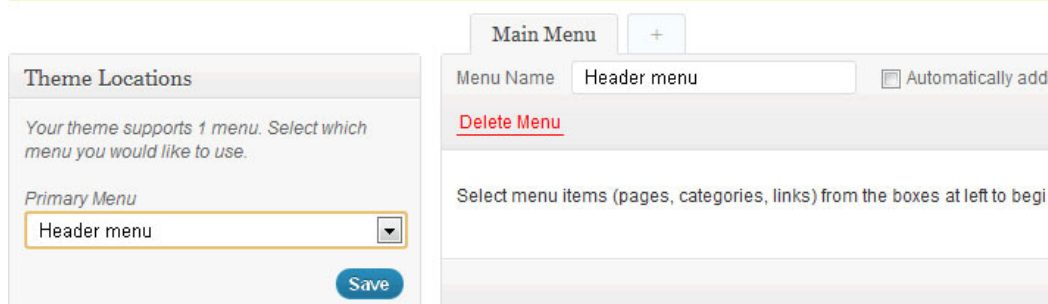 Main Menu +
Theme Locations
Your theme supports 1 menu. Select which
menu you would like to use.
Primary Menu
Header menu
Save
Menu Name Header menu Automatically add
Delete Menu
Select menu items (pages, categories, links) from the boxes at left to begi